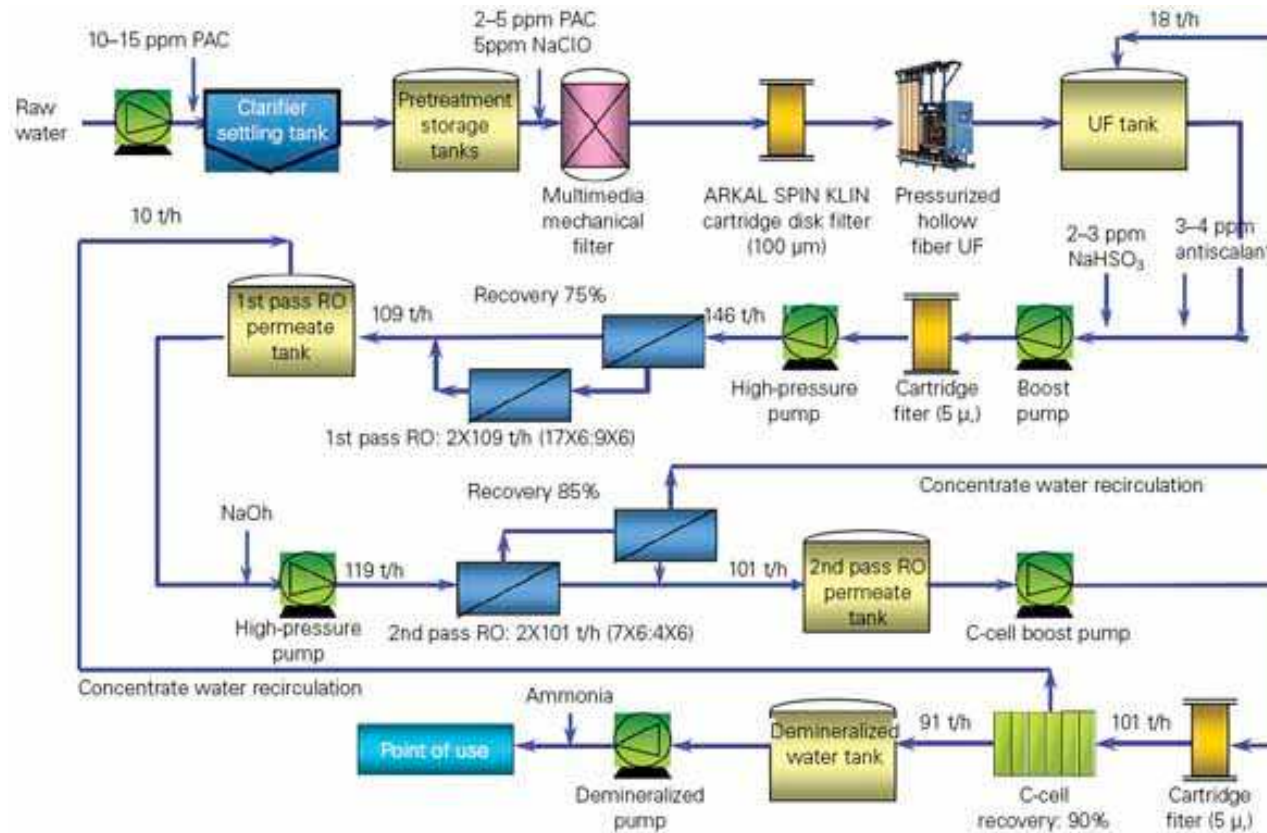 10–15 ppm PAC
2–5 ppm PAC
5ppm NaClO
18 t/h
Raw
water
Clarifier
settling tank
Pretreatment
storage
tanks
UF tank
Multimedia
mechanical
filter
ARKAL SPIN KLIN
cartridge disk filter
(100 µm)
Pressurized
hollow
fiber UF
2–3 ppm
NaHSO₃
3–4 ppm
antiscalant
10 t/h
1st pass RO
permeate
tank
109 t/h
Recovery 75%
146 t/h
High-pressure
pump
Cartridge
fiter (5 µ,)
Boost
pump
1st pass RO: 2X109 t/h (17X6:9X6)
Recovery 85%
Concentrate water recirculation
NaOh
119 t/h
101 t/h
2nd pass RO
permeate
tank
High-pressure
pump
2nd pass RO: 2X101 t/h (7X6:4X6)
C-cell boost pump
Concentrate water recirculation
Ammonia
Point of use
Demineralized
pump
Demineralized
water tank
91 t/h
101 t/h
C-cell
recovery: 90%
Cartridge
fiter (5 µ,)